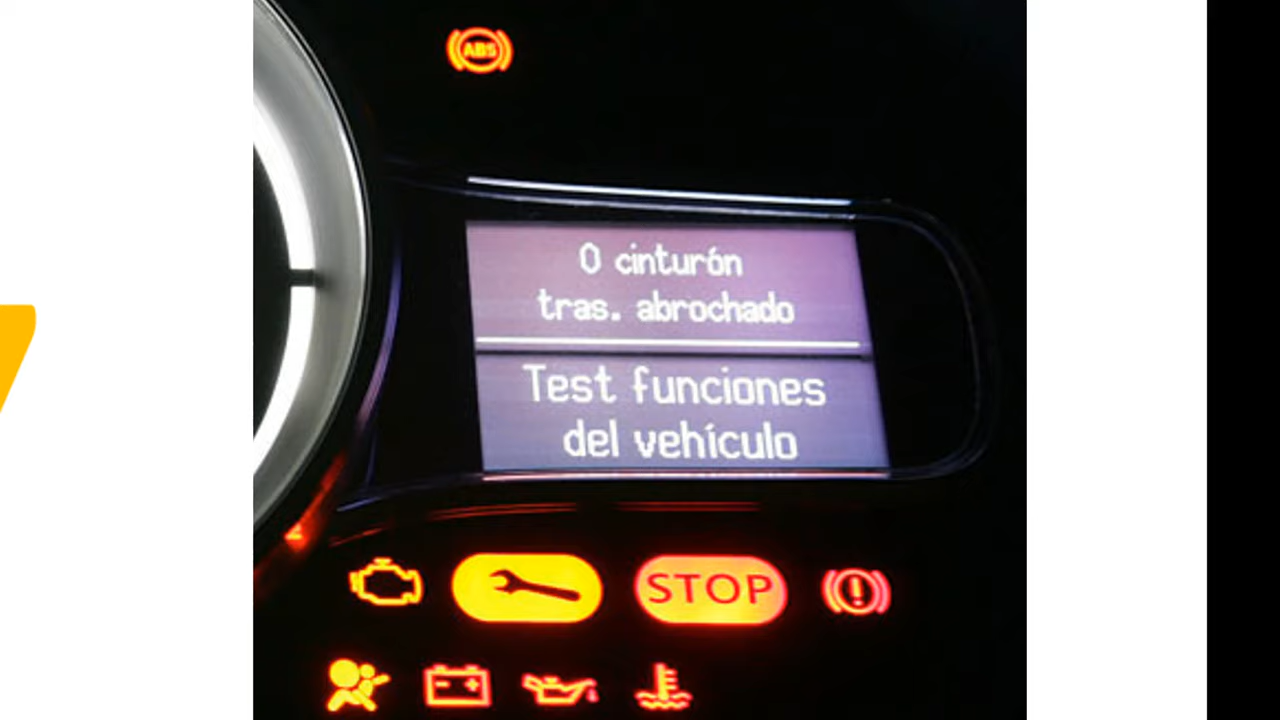 ABS
0 cinturón
tras. abrochado
Test funciones
del vehículo
STOP